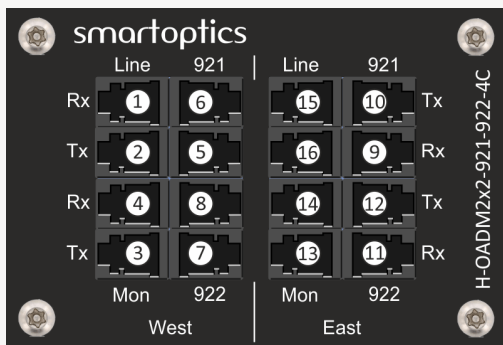 smartoptics
Line 921 Line 921
Rx 1 6 15 10 Tx
Tx 2 5 16 9 Rx
Rx 4 8 14 12 Tx
Tx 3 7 13 11 Rx
Mon 922 Mon 922
West East
H-OADM2x2-921-922-4C